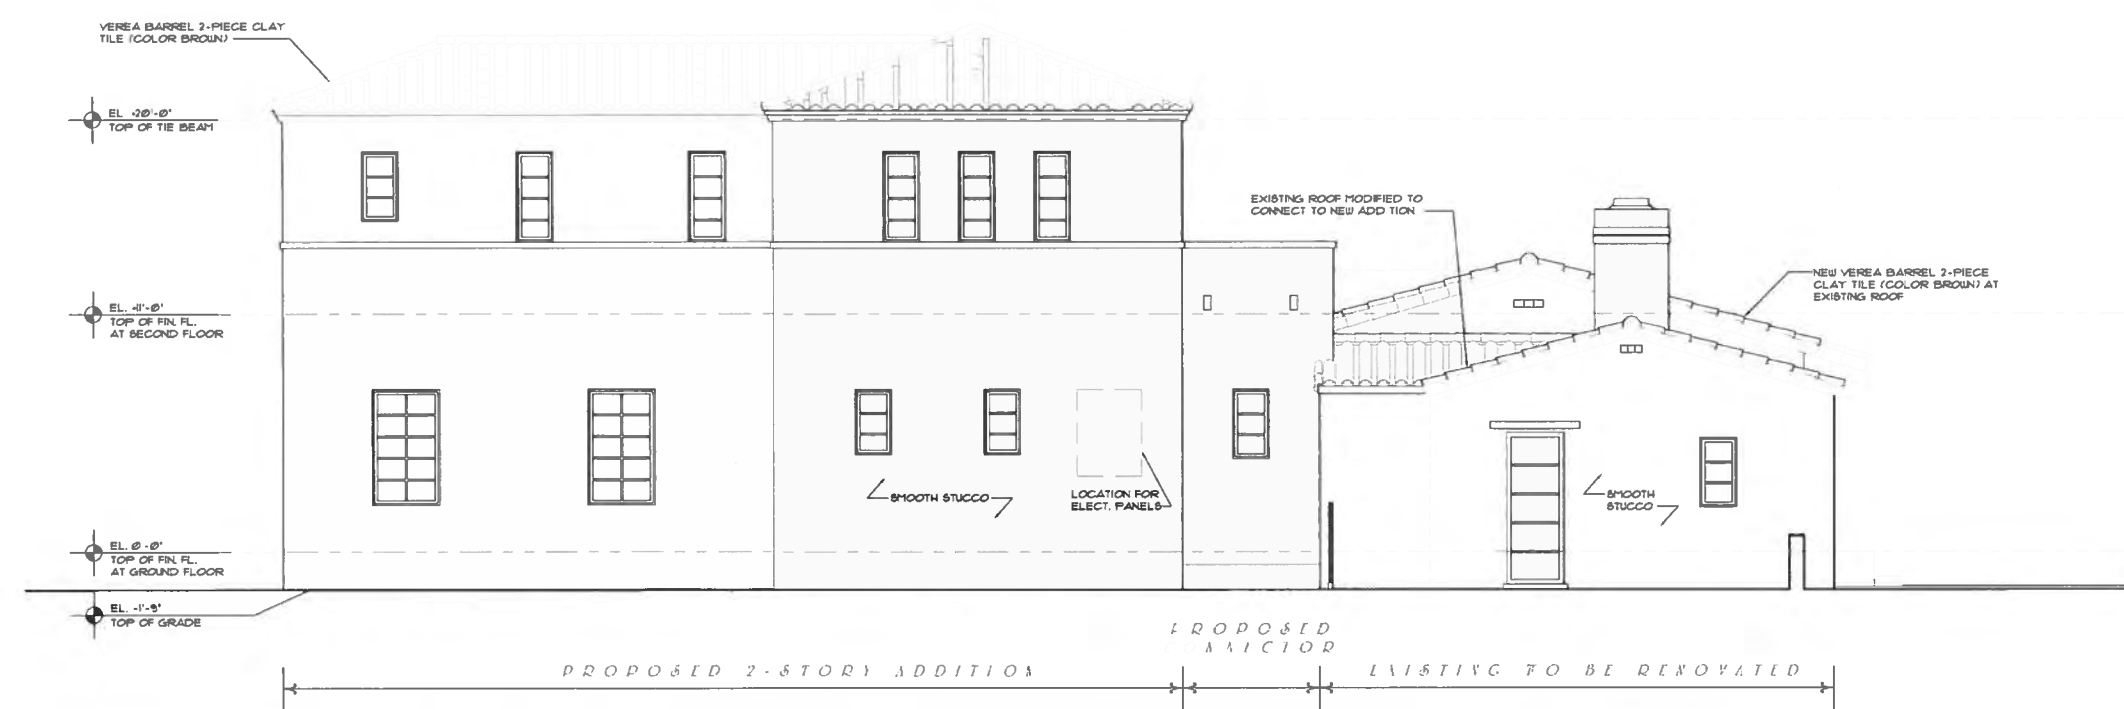 VEREA BARREL 2-PIECE CLAY
TILE (COLOR BROWN)
EL. +20'-0"
TOP OF TIE BEAM
EXISTING ROOF MODIFIED TO
CONNECT TO NEW ADD TION
NEW VEREA BARREL 2-PIECE
CLAY TILE (COLOR BROWN) AT
EXISTING ROOF
EL. +11'-0"
TOP OF FIN. FL.
AT SECOND FLOOR
SMOOTH STUCCO
LOCATION FOR
ELECT. PANELS
SMOOTH
STUCCO
EL. 0'-0"
TOP OF FIN. FL.
AT GROUND FLOOR
EL. -1'-9"
TOP OF GRADE
PROPOSED
CONNECTOR
PROPOSED 2-STORY ADDITION
EXISTING TO BE RENOVATED